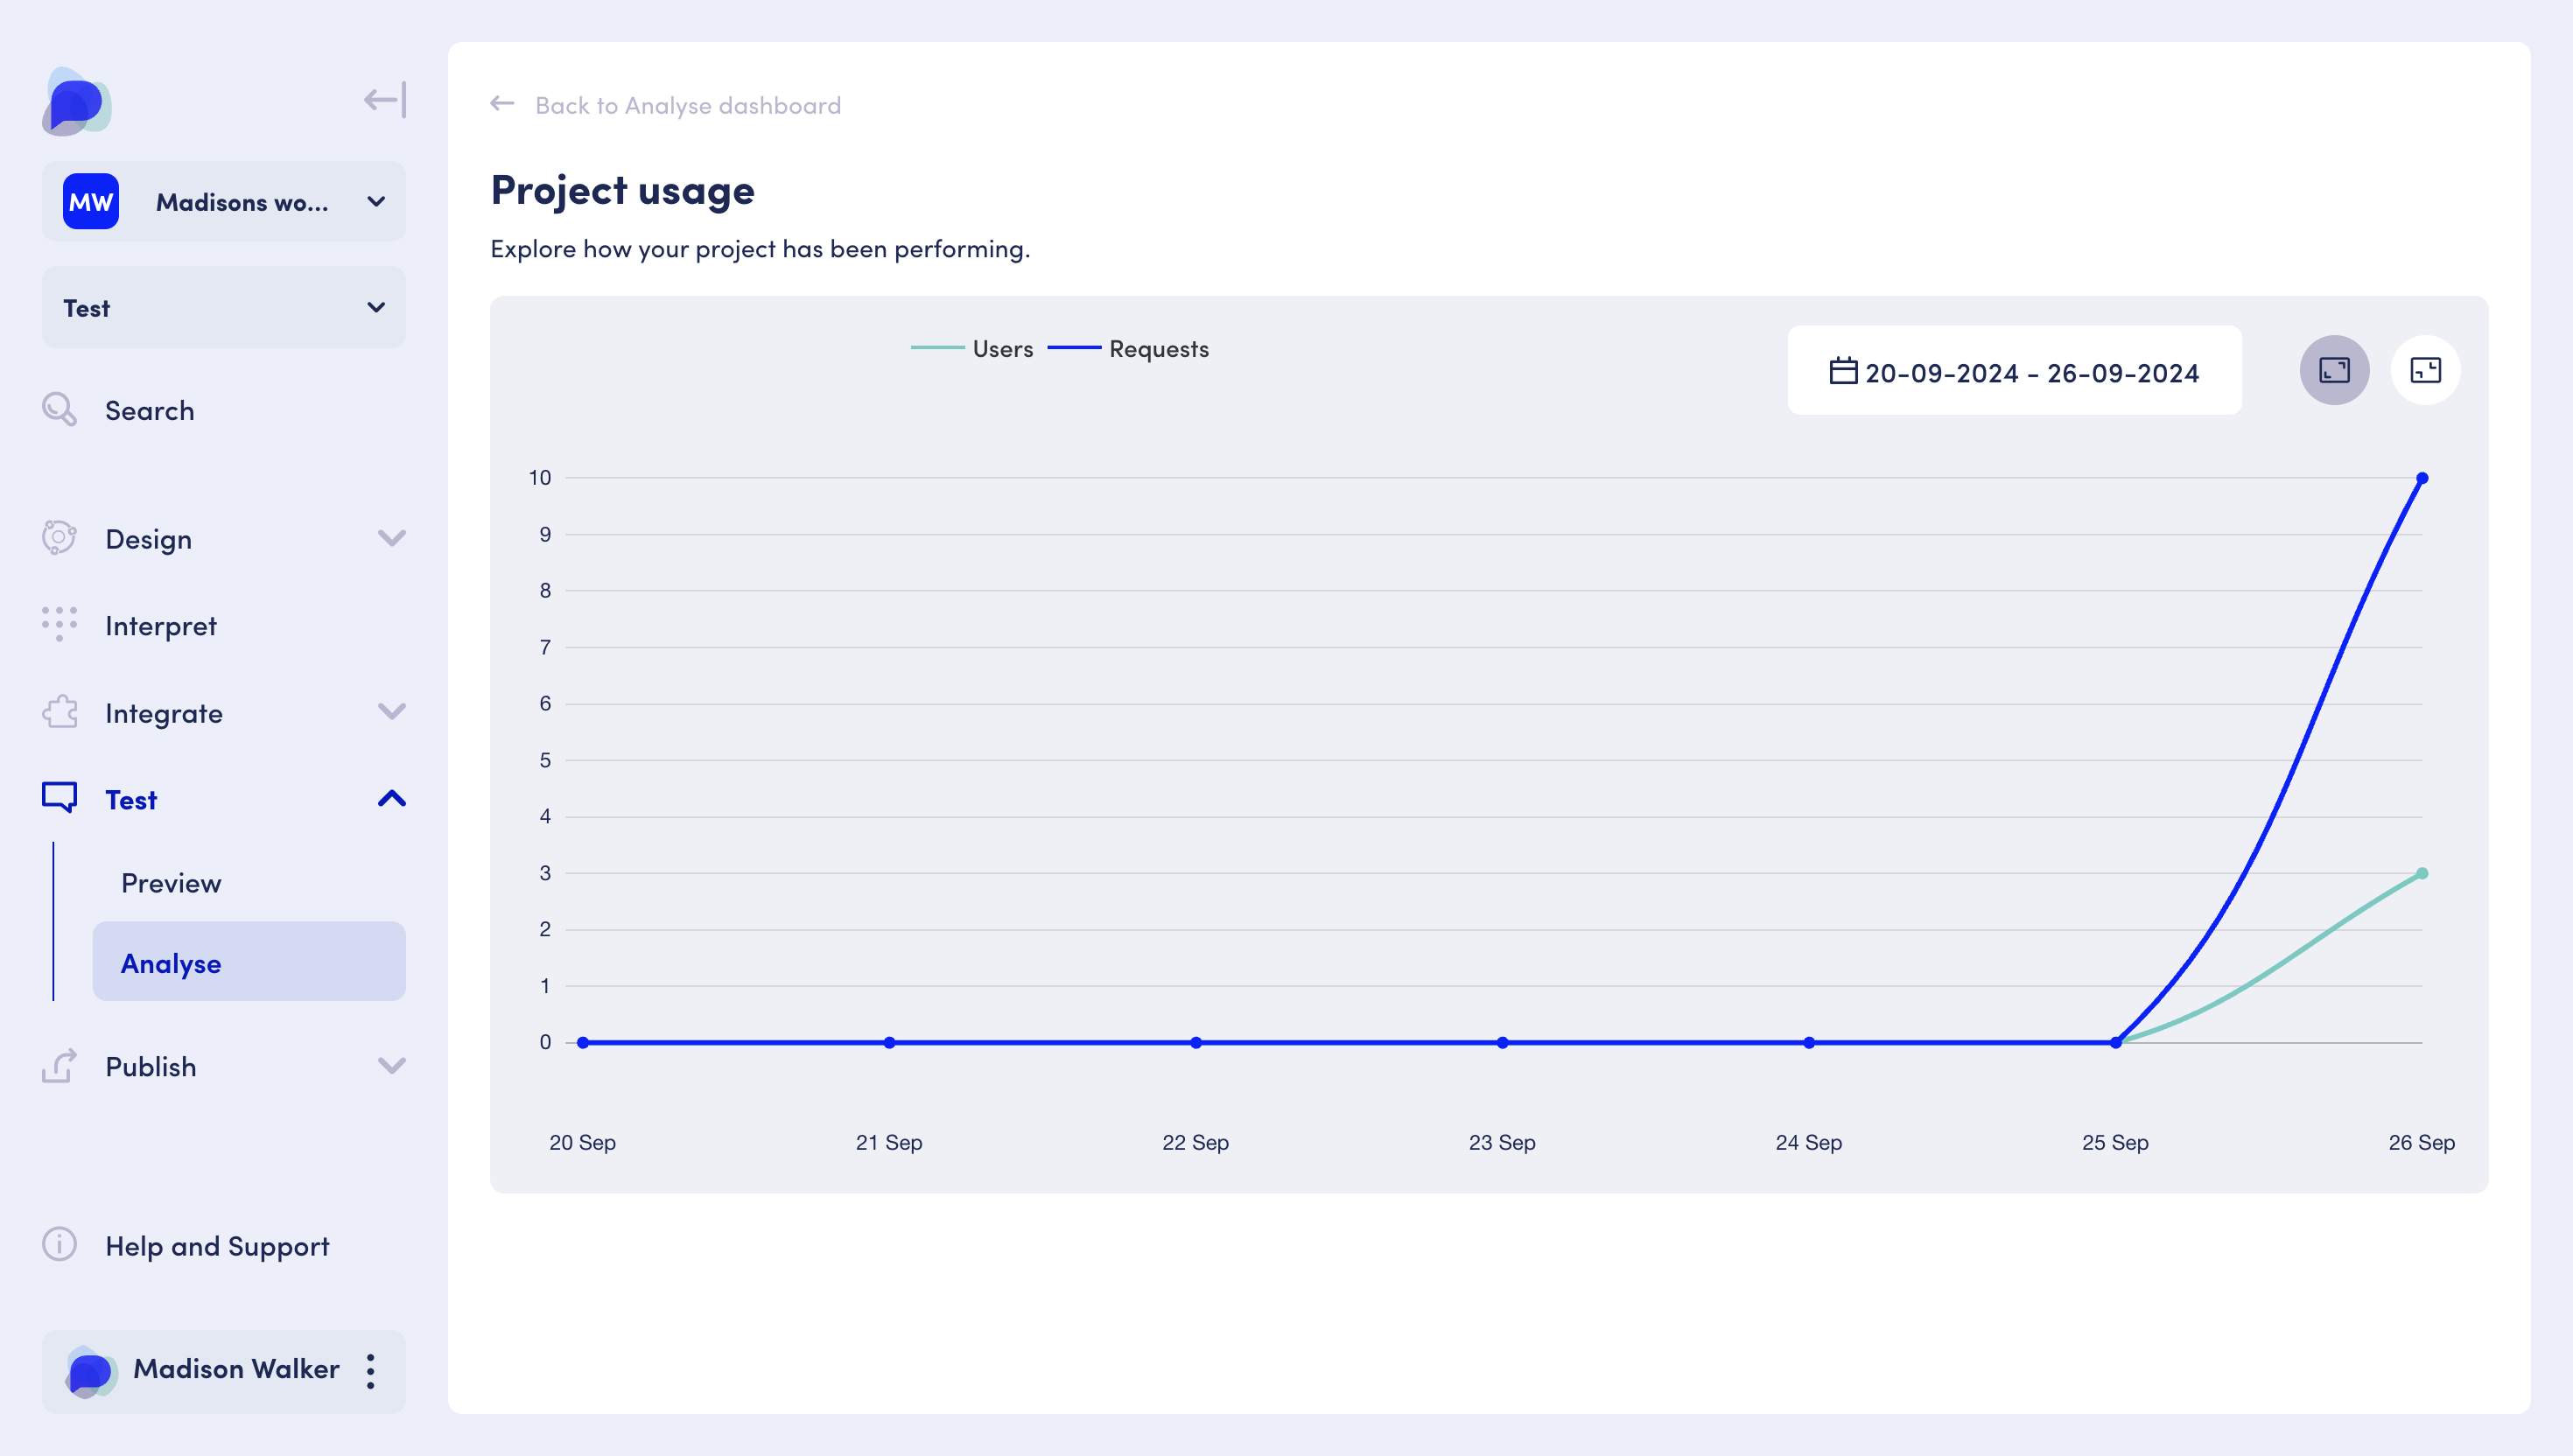 MW Madisons wo...
Test
Search
Design
Interpret
Integrate
Test
Preview
Analyse
Publish
Help and Support
Madison Walker
Back to Analyse dashboard
Project usage
Explore how your project has been performing.
Users Requests
20-09-2024 - 26-09-2024
10
9
8
7
6
5
4
3
2
1
0
20 Sep 21 Sep 22 Sep 23 Sep 24 Sep 25 Sep 26 Sep